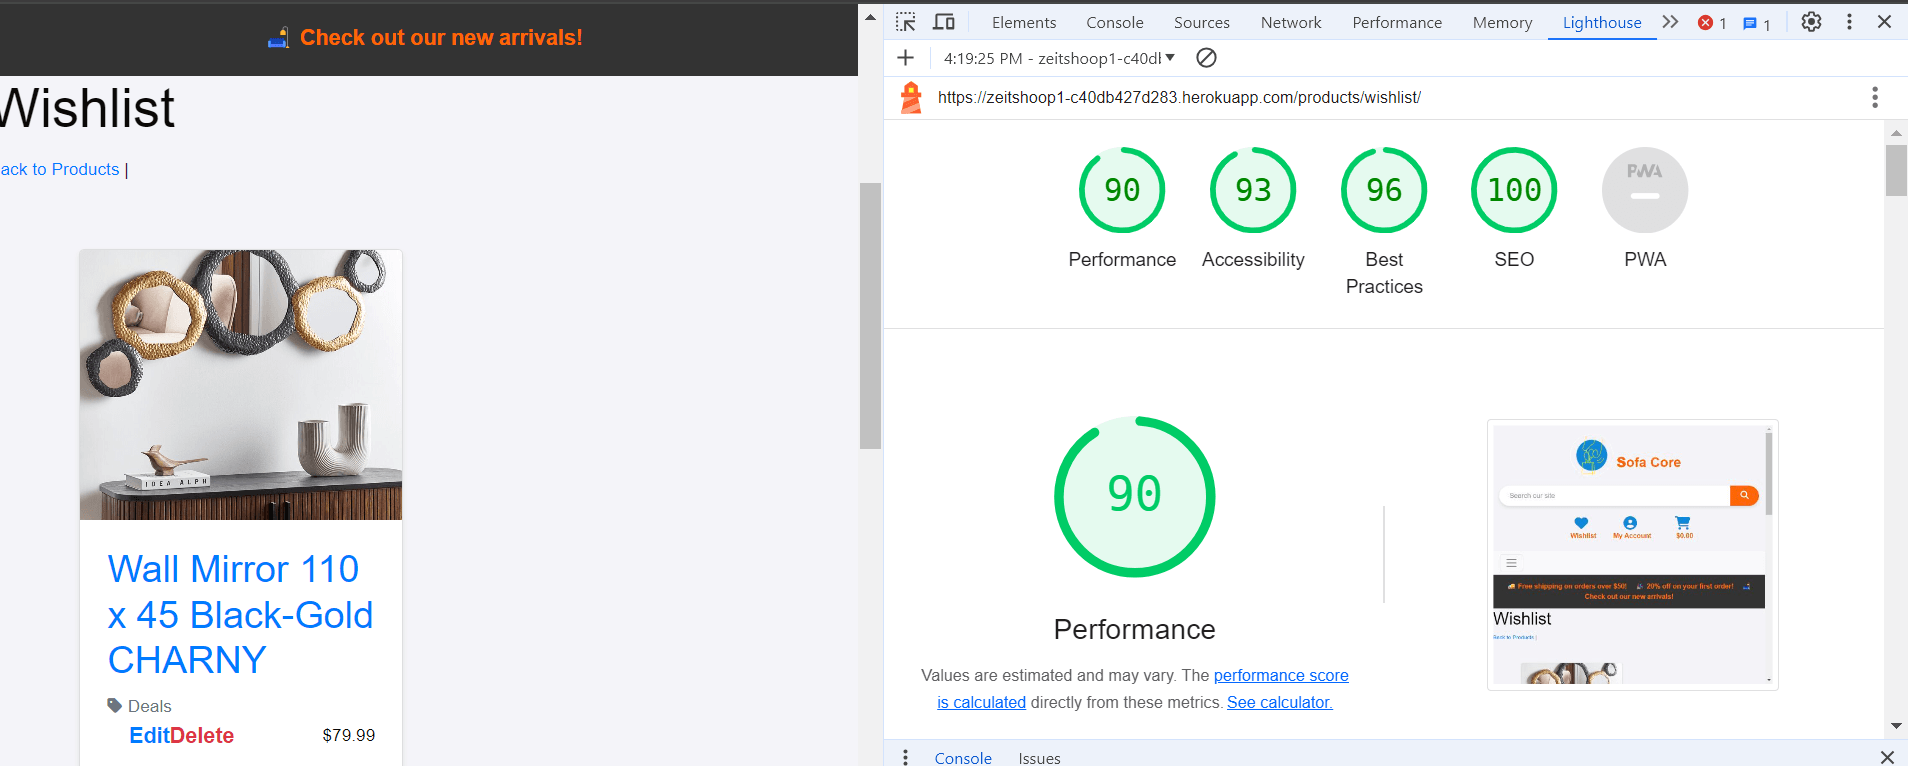 Check out our new arrivals!
Wishlist
ack to Products |
IDEA ALPH
Wall Mirror 110
x 45 Black-Gold
CHARNY
Deals
EditDelete
$79.99
Elements Console Sources Network Performance Memory Lighthouse 1 1
4:19:25 PM - zeitshoop1-c40d
https://zeitshoop1-c40db427d283.herokuapp.com/products/wishlist/
90 93 96 100 PWA
Performance Accessibility Best Practices SEO PWA
90
Performance
Values are estimated and may vary. The performance score
is calculated directly from these metrics. See calculator.
Sofa Core
Search our site
Wishlist My Account $0.00
Free shipping on orders over $50! 20% off on your first order!
Check out our new arrivals!
Wishlist
Back to Products |
Console Issues